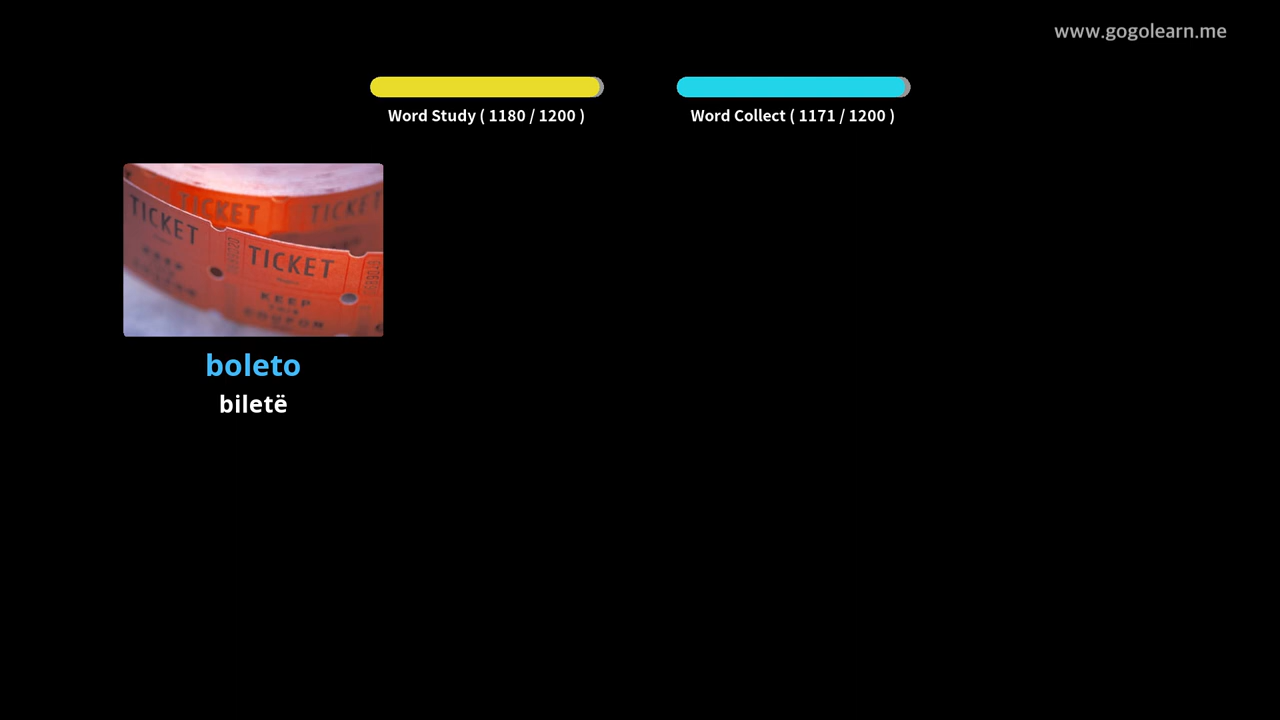 www.gogolearn.me
Word Study ( 1180 / 1200 )
Word Collect ( 1171 / 1200 )
TICKET
TICKET
TICKET
TICKET
KEEP
THIS
COUPON
boleto
biletë